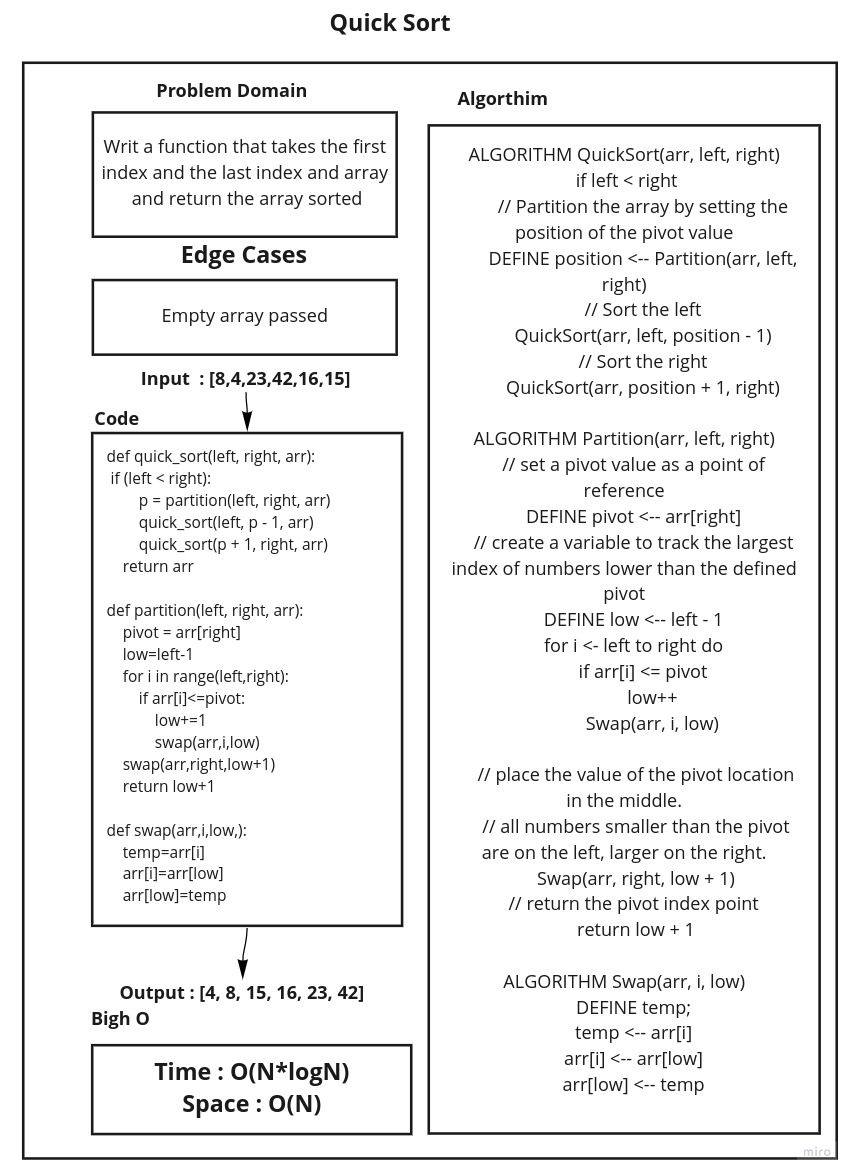 Quick Sort
Problem Domain
Writ a function that takes the first
index and the last index and array
and return the array sorted
Edge Cases
Empty array passed
Input  : [8,4,23,42,16,15]
Code
def quick_sort(left, right, arr):
 if (left < right):
        p = partition(left, right, arr)
        quick_sort(left, p - 1, arr)
        quick_sort(p + 1, right, arr)
    return arr

def partition(left, right, arr):
    pivot = arr[right]
    low=left-1
    for i in range(left,right):
        if arr[i]<=pivot:
            low+=1
            swap(arr,i,low)
    swap(arr,right,low+1)
    return low+1

def swap(arr,i,low,):
    temp=arr[i]
    arr[i]=arr[low]
    arr[low]=temp
Output : [4, 8, 15, 16, 23, 42]
Bigh O
Time : O(N*logN)
Space : O(N)
Algorthim
ALGORITHM QuickSort(arr, left, right)
if left < right
// Partition the array by setting the
position of the pivot value
DEFINE position <-- Partition(arr, left,
right)
// Sort the left
QuickSort(arr, left, position - 1)
// Sort the right
QuickSort(arr, position + 1, right)

ALGORITHM Partition(arr, left, right)
// set a pivot value as a point of
reference
DEFINE pivot <-- arr[right]
// create a variable to track the largest
index of numbers lower than the defined
pivot
DEFINE low <-- left - 1
for i <- left to right do
if arr[i] <= pivot
low++
Swap(arr, i, low)

// place the value of the pivot location
in the middle.
// all numbers smaller than the pivot
are on the left, larger on the right.
Swap(arr, right, low + 1)
// return the pivot index point
return low + 1

ALGORITHM Swap(arr, i, low)
DEFINE temp;
temp <-- arr[i]
arr[i] <-- arr[low]
arr[low] <-- temp
miro